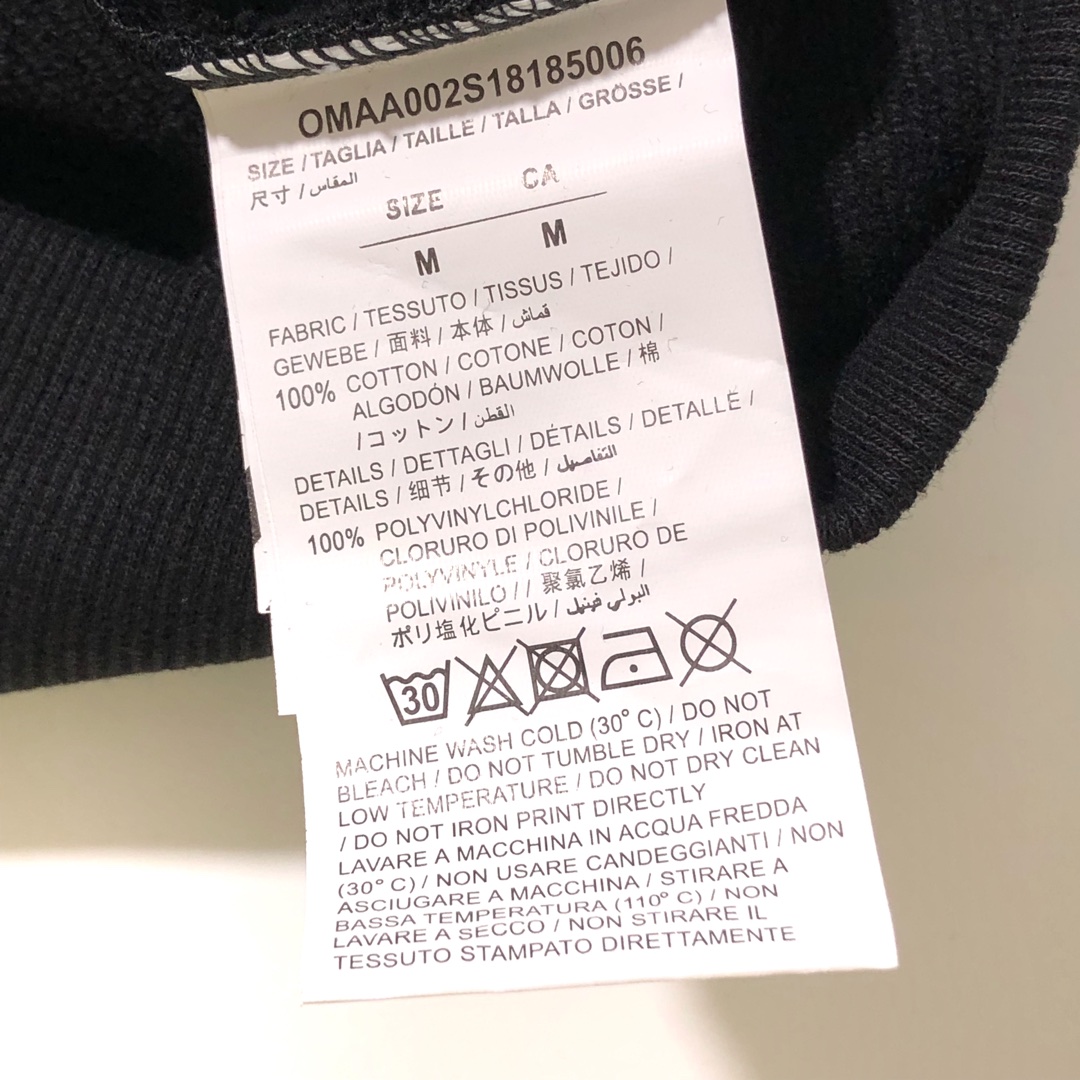 OMAA002S18185006
SIZE / TAGLIA / TAILLE / TALLA / GRÖSSE /
尺寸 / المقاس
SIZE CA
M M
FABRIC / TESSUTO / TISSUS / TEJIDO /
GEWEBE / 面料 / 本体 / قماش
100% COTTON / COTONE / COTON /
ALGODÓN / BAUMWOLLE / 棉
/ コットン / القطن
DETAILS / DETTAGLI / DÉTAILS / DETALLE /
DETAILS / 细节 / その他 / التفاصيل
100% POLYVINYLCHLORIDE /
CLORURO DI POLIVINILE /
POLYVINYLE / CLORURO DE
POLIVINILO / / 聚氯乙烯 /
ポリ塩化ビニル / البولي فينيل
30
MACHINE WASH COLD (30° C) / DO NOT
BLEACH / DO NOT TUMBLE DRY / IRON AT
LOW TEMPERATURE / DO NOT DRY CLEAN
/ DO NOT IRON PRINT DIRECTLY
LAVARE A MACCHINA IN ACQUA FREDDA
(30° C) / NON USARE CANDEGGIANTI / NON
ASCIUGARE A MACCHINA / STIRARE A
BASSA TEMPERATURA (110° C) / NON
LAVARE A SECCO / NON STIRARE IL
TESSUTO STAMPATO DIRETTAMENTE